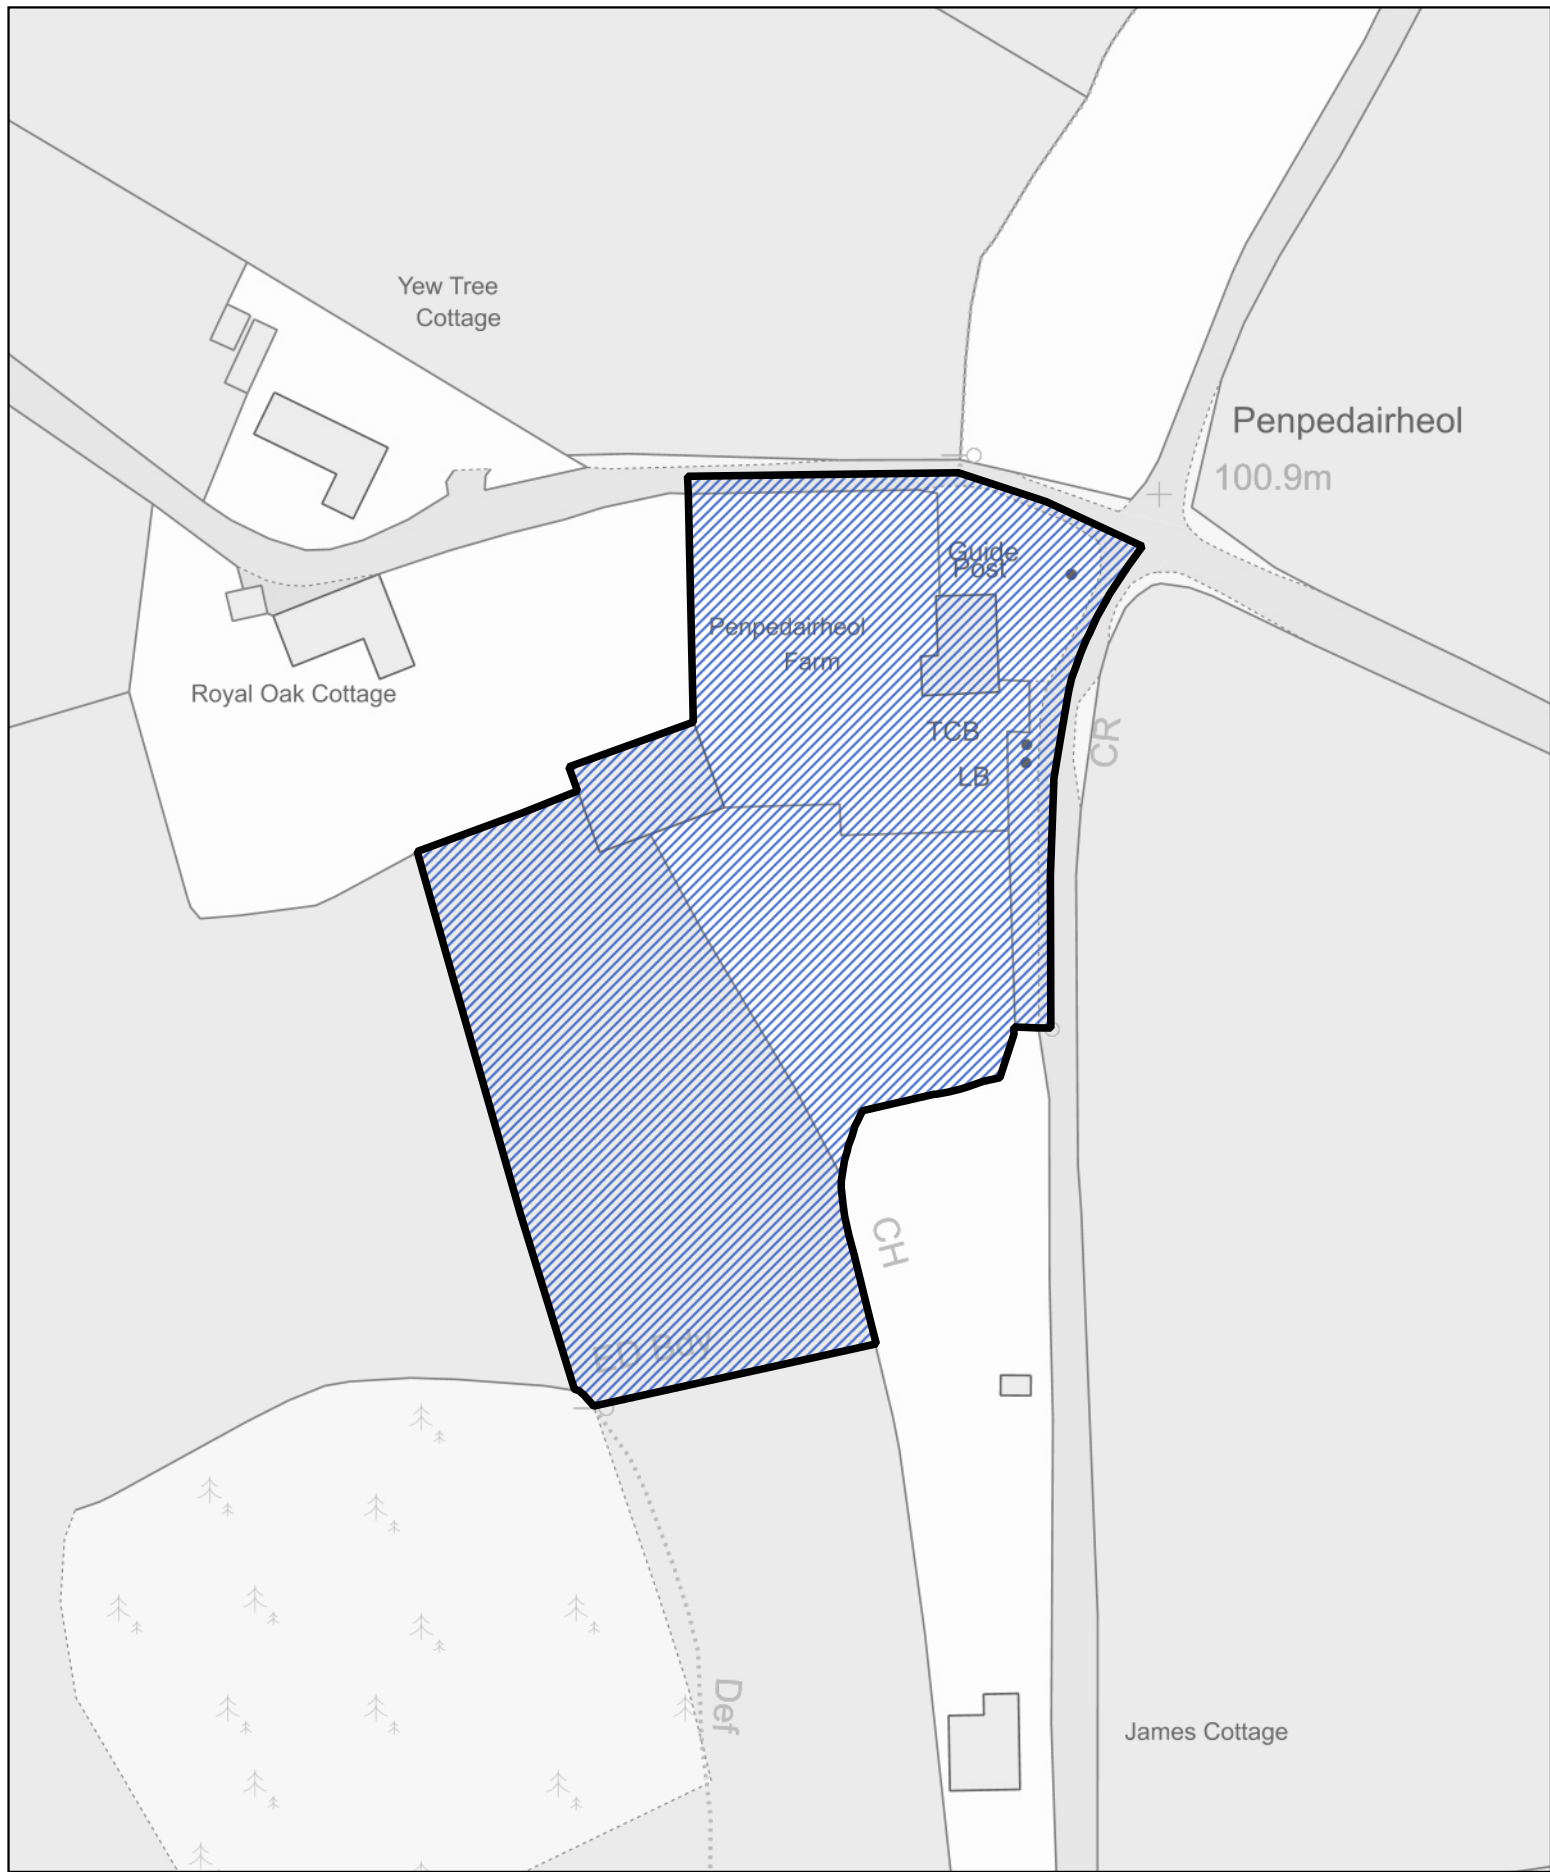 Yew Tree
Cottage
Penpedairheol
100.9m
Guide
Post
Penpedairheol
Farm
Royal Oak Cottage
TCB
CR
LB
CH
ED Bdy
Def
James Cottage